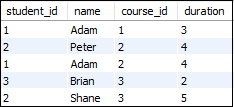 student_id name course_id duration
1 Adam 1 3
2 Peter 2 4
1 Adam 2 4
3 Brian 3 2
2 Shane 3 5